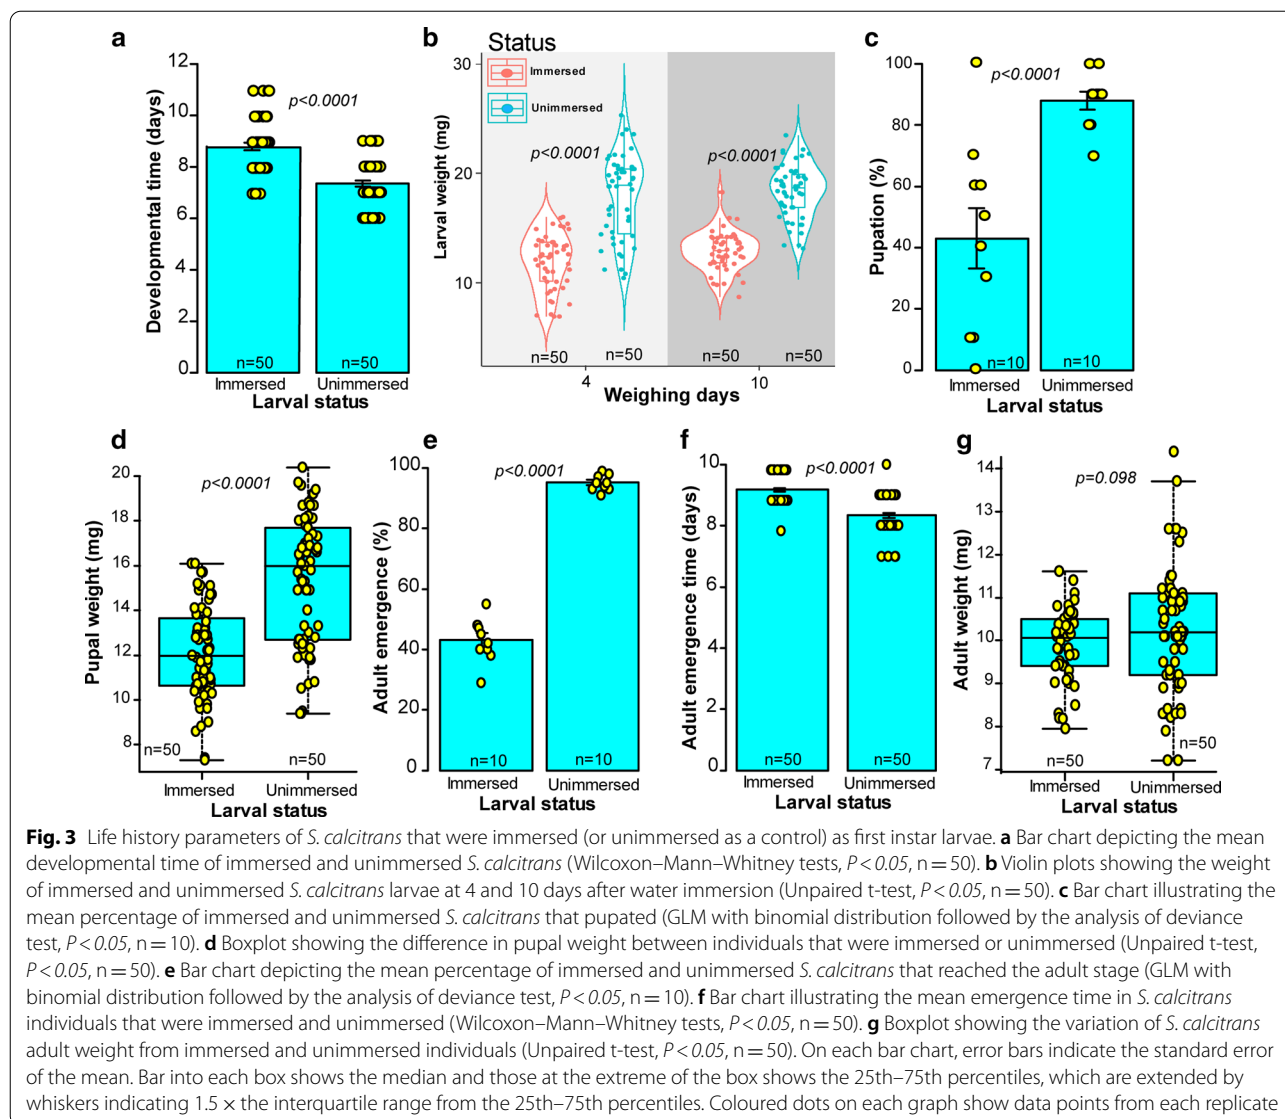 a
Developmental time (days)
12
10
8
6
4
2
0
p<0.0001
n=50
n=50
Immersed
Unimmersed
Larval status
b
Status
Immersed
Unimmersed
Larval weight (mg)
30
20
10
p<0.0001
p<0.0001
n=50
n=50
n=50
n=50
4
10
Weighing days
c
Pupation (%)
100
80
60
40
20
0
p<0.0001
n=10
n=10
Immersed
Unimmersed
Larval status
d
Pupal weight (mg)
20
18
16
14
12
10
8
p<0.0001
n=50
n=50
Immersed
Unimmersed
Larval status
e
Adult emergence (%)
100
80
60
40
20
0
p<0.0001
n=10
n=10
Immersed
Unimmersed
Larval status
f
Adult emergence time (days)
10
8
6
4
2
0
p<0.0001
n=50
n=50
Immersed
Unimmersed
Larval status
g
Adult weight (mg)
14
13
12
11
10
9
8
7
p=0.098
n=50
n=50
Immersed
Unimmersed
Larval status
Fig. 3 Life history parameters of S. calcitrans that were immersed (or unimmersed as a control) as first instar larvae. a Bar chart depicting the mean
developmental time of immersed and unimmersed S. calcitrans (Wilcoxon–Mann–Whitney tests, P < 0.05, n = 50). b Violin plots showing the weight
of immersed and unimmersed S. calcitrans larvae at 4 and 10 days after water immersion (Unpaired t-test, P < 0.05, n = 50). c Bar chart illustrating the
mean percentage of immersed and unimmersed S. calcitrans that pupated (GLM with binomial distribution followed by the analysis of deviance
test, P < 0.05, n = 10). d Boxplot showing the difference in pupal weight between individuals that were immersed or unimmersed (Unpaired t-test,
P < 0.05, n = 50). e Bar chart depicting the mean percentage of immersed and unimmersed S. calcitrans that reached the adult stage (GLM with
binomial distribution followed by the analysis of deviance test, P < 0.05, n = 10). f Bar chart illustrating the mean emergence time in S. calcitrans
individuals that were immersed and unimmersed (Wilcoxon–Mann–Whitney tests, P < 0.05, n = 50). g Boxplot showing the variation of S. calcitrans
adult weight from immersed and unimmersed individuals (Unpaired t-test, P < 0.05, n = 50). On each bar chart, error bars indicate the standard error
of the mean. Bar into each box shows the median and those at the extreme of the box shows the 25th–75th percentiles, which are extended by
whiskers indicating 1.5 × the interquartile range from the 25th–75th percentiles. Coloured dots on each graph show data points from each replicate